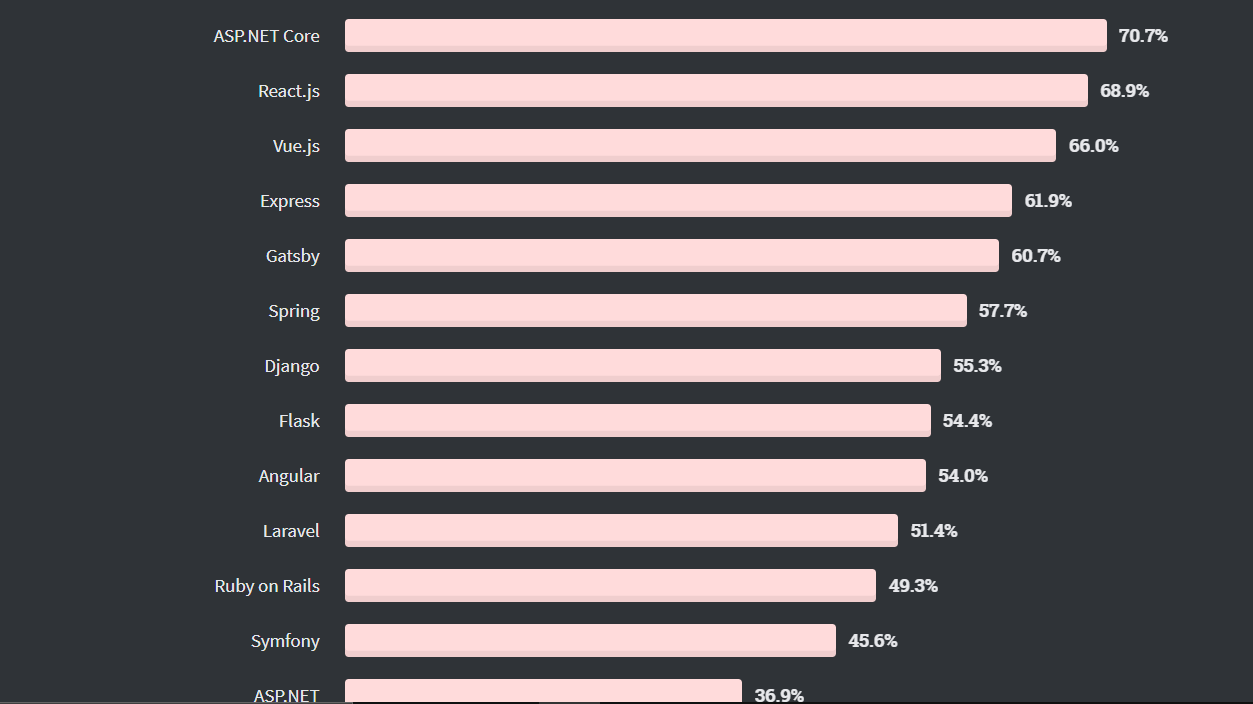 ASP.NET Core 70.7%
React.js 68.9%
Vue.js 66.0%
Express 61.9%
Gatsby 60.7%
Spring 57.7%
Django 55.3%
Flask 54.4%
Angular 54.0%
Laravel 51.4%
Ruby on Rails 49.3%
Symfony 45.6%
ASP.NET 36.9%